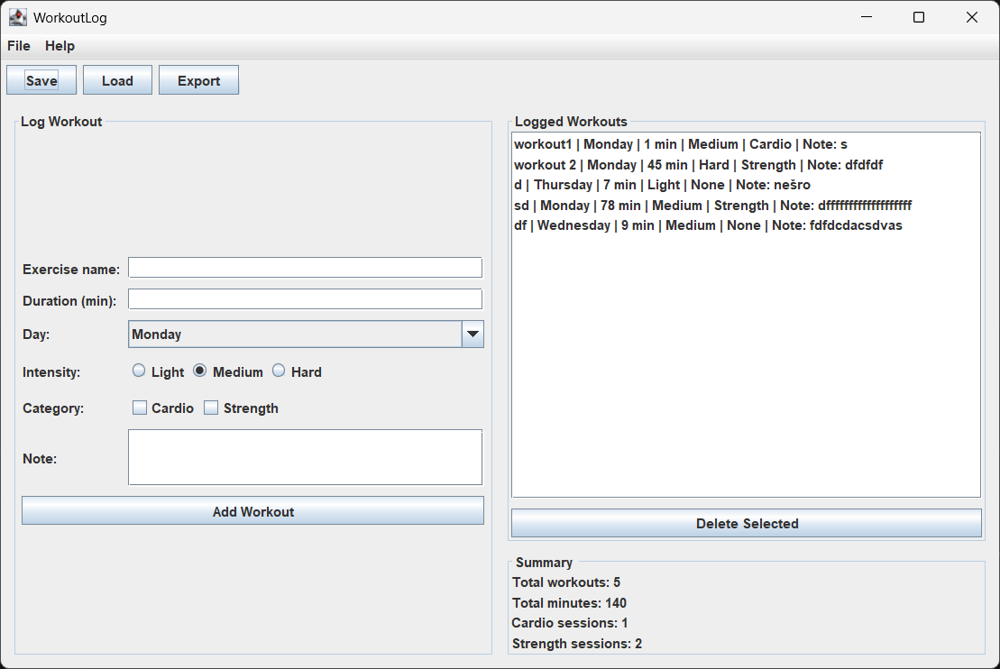 WorkoutLog
File Help
Save Load Export
Log Workout
Exercise name:
Duration (min):
Day: Monday
Intensity: Light Medium Hard
Category: Cardio Strength
Note:
Add Workout
Logged Workouts
workout1 | Monday | 1 min | Medium | Cardio | Note: s
workout 2 | Monday | 45 min | Hard | Strength | Note: dfdfdf
d | Thursday | 7 min | Light | None | Note: nešro
sd | Monday | 78 min | Medium | Strength | Note: dfffffffffffffffffff
df | Wednesday | 9 min | Medium | None | Note: fdfdcdacsdvas
Delete Selected
Summary
Total workouts: 5
Total minutes: 140
Cardio sessions: 1
Strength sessions: 2